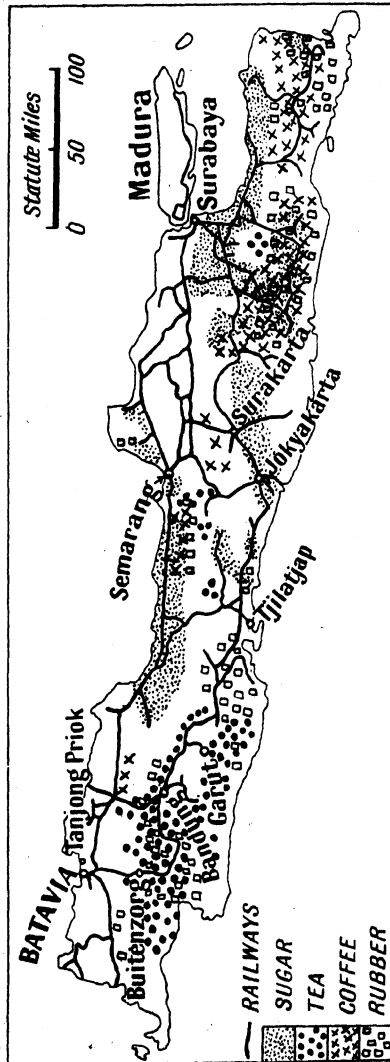 Statute Miles
0 50 100
Madura
Surabaya
Surakarta
Jokyakarta
Semarang
Tjilatjap
Tanjong Priok
BATAVIA
Buitenzorg
Bandung
Garut
RAILWAYS
SUGAR
TEA
COFFEE
RUBBER